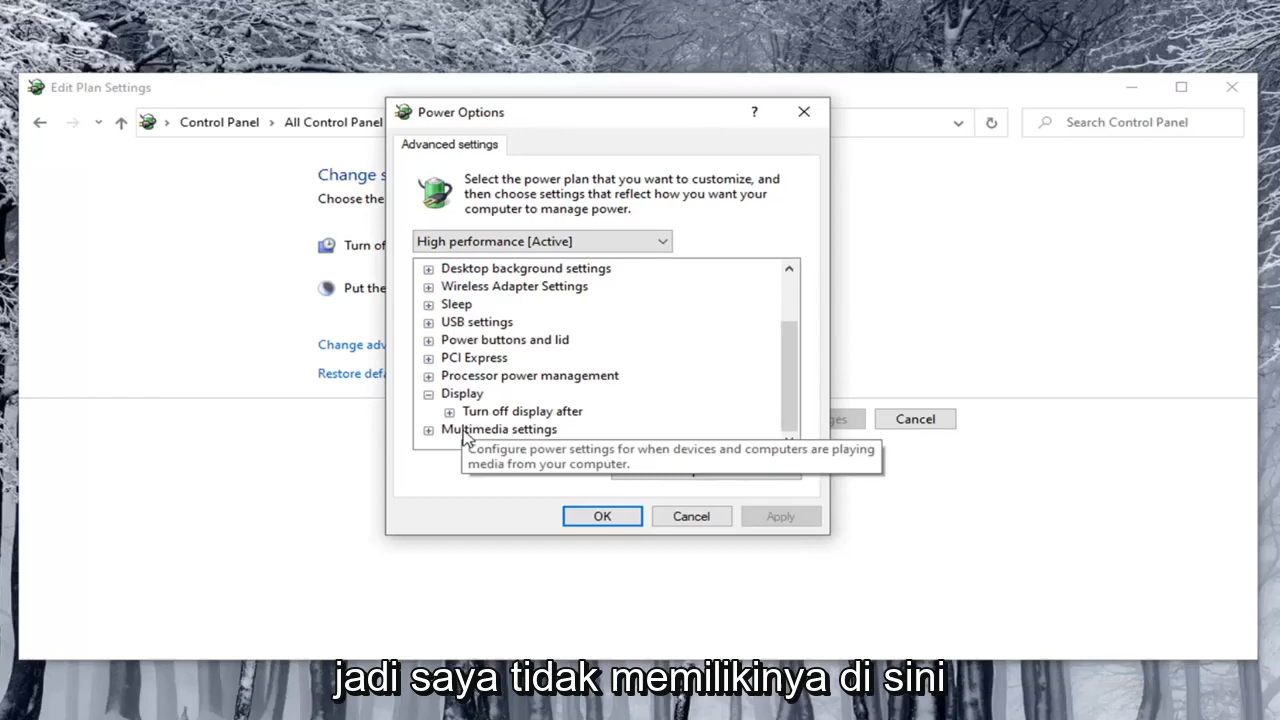 Edit Plan Settings
Control Panel
All Control Panel
Search Control Panel
Power Options
?
Advanced settings
Change s
Choose the
Select the power plan that you want to customize, and
then choose settings that reflect how you want your
computer to manage power.
Turn of
High performance [Active]
Put the
Desktop background settings
Wireless Adapter Settings
Sleep
USB settings
Power buttons and lid
Change adv
PCI Express
Restore defa
Processor power management
Display
Turn off display after
ges
Cancel
Multimedia settings
Configure power settings for when devices and computers are playing
media from your computer.
OK
Cancel
Apply
jadi saya tidak memilikinya di sini